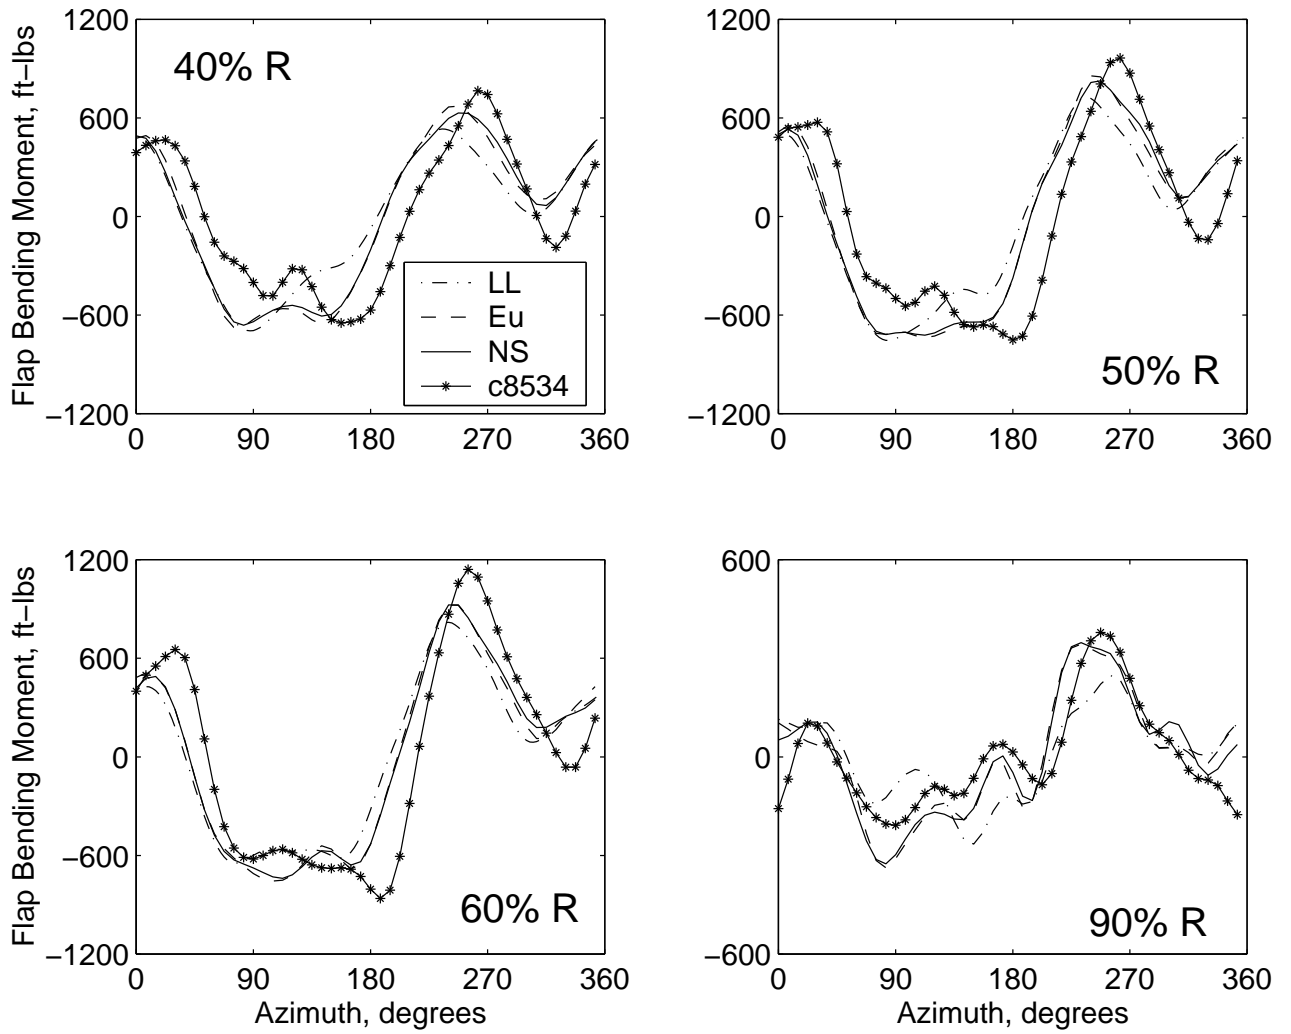 1200
600
0
−600
−1200
0 90 180 270 360
Flap Bending Moment, ft−lbs
40% R
LL
Eu
NS
c8534
1200
600
0
−600
−1200
0 90 180 270 360
50% R
1200
600
0
−600
−1200
0 90 180 270 360
Flap Bending Moment, ft−lbs
Azimuth, degrees
60% R
600
0
−600
0 90 180 270 360
Azimuth, degrees
90% R